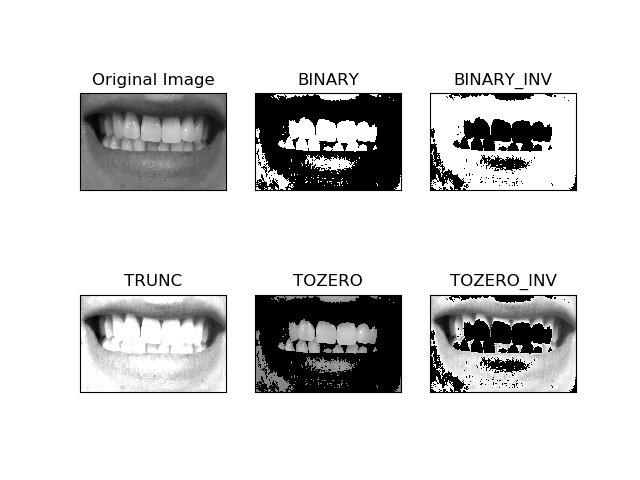 Original Image
BINARY
BINARY_INV
TRUNC
TOZERO
TOZERO_INV